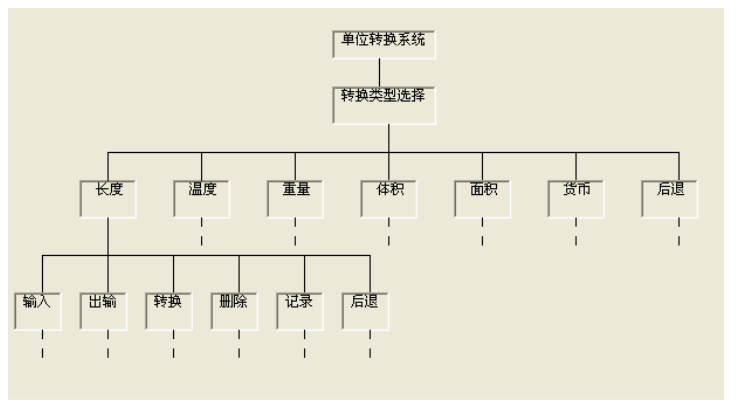 单位转换系统
转换类型选择
长度
温度
重量
体积
面积
货币
后退
输入
出输
转换
删除
记录
后退